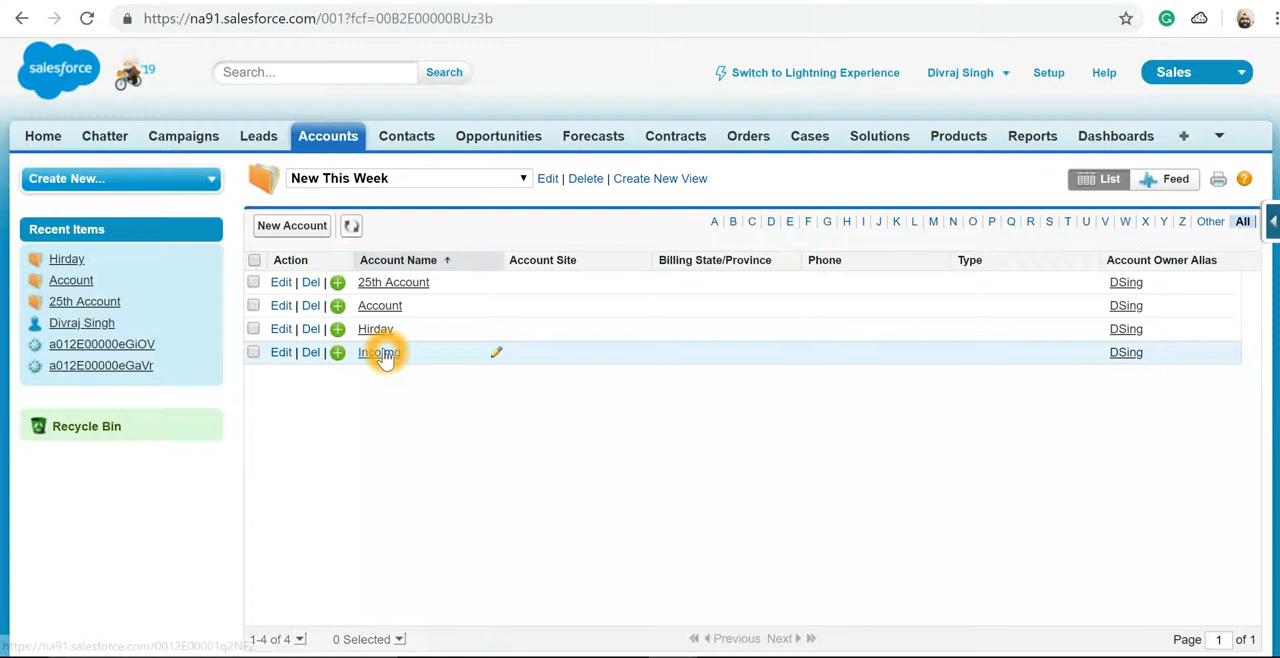 https://na91.salesforce.com/001?fcf=00B2E00000BUz3b
salesforce
'19
Search...
Search
Switch to Lightning Experience
Divraj Singh
Setup
Help
Sales
Home
Chatter
Campaigns
Leads
Accounts
Contacts
Opportunities
Forecasts
Contracts
Orders
Cases
Solutions
Products
Reports
Dashboards
+
Create New...
New This Week
Edit | Delete | Create New View
List
Feed
?
Recent Items
Hirday
Account
25th Account
Divraj Singh
a012E00000eGiOV
a012E00000eGaVr
Recycle Bin
New Account
A | B | C | D | E | F | G | H | I | J | K | L | M | N | O | P | Q | R | S | T | U | V | W | X | Y | Z | Other | All
Action Account Name Account Site Billing State/Province Phone Type Account Owner Alias
Edit | Del | 25th Account DSing
Edit | Del | Account DSing
Edit | Del | Hirday DSing
Edit | Del | DSing
1-4 of 4
0 Selected
Previous Next
Page 1 of 1